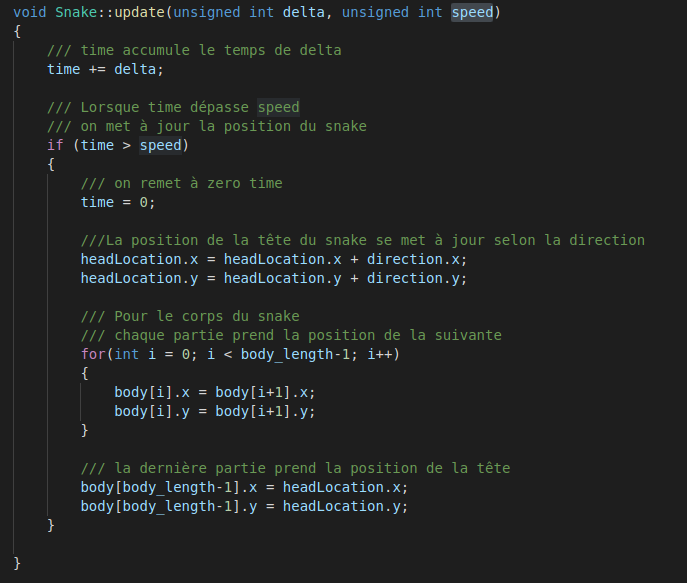 void Snake::update(unsigned int delta, unsigned int speed)
{
/// time accumule le temps de delta
time += delta;
/// Lorsque time dépasse speed
/// on met à jour la position du snake
if (time > speed)
{
/// on remet à zero time
time = 0;
///La position de la tête du snake se met à jour selon la direction
headLocation.x = headLocation.x + direction.x;
headLocation.y = headLocation.y + direction.y;
/// Pour le corps du snake
/// chaque partie prend la position de la suivante
for(int i = 0; i < body_length-1; i++)
{
body[i].x = body[i+1].x;
body[i].y = body[i+1].y;
}
/// la dernière partie prend la position de la tête
body[body_length-1].x = headLocation.x;
body[body_length-1].y = headLocation.y;
}
}